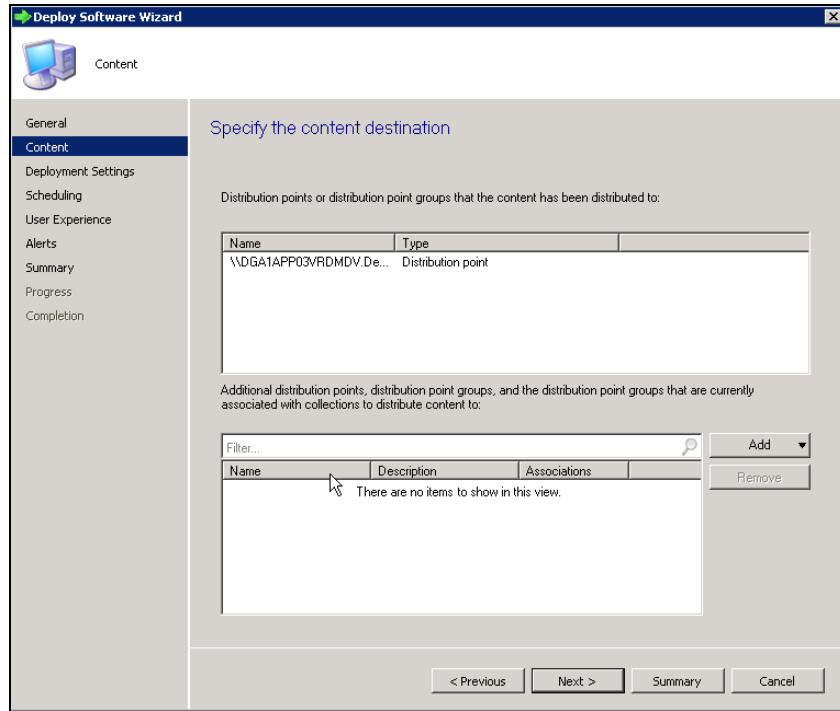 Deploy Software Wizard
Content
General
Content
Deployment Settings
Scheduling
User Experience
Alerts
Summary
Progress
Completion
Specify the content destination
Distribution points or distribution point groups that the content has been distributed to:
Name Type
\\DGA1APP03VRDMDV.De... Distribution point
Additional distribution points, distribution point groups, and the distribution point groups that are currently
associated with collections to distribute content to:
Filter...
Add
Name Description Associations
Remove
There are no items to show in this view.
< Previous Next > Summary Cancel